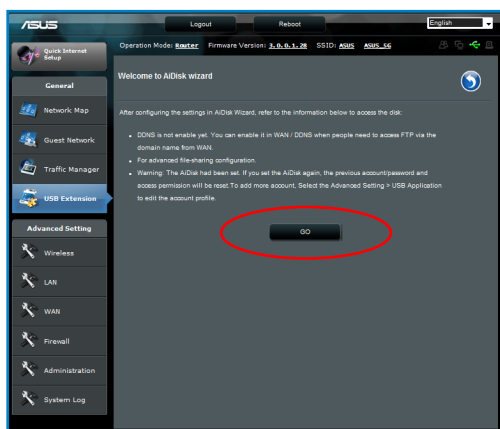 ASUS
Logout
Reboot
English
Quick Internet
Setup
Operation Mode: Router Firmware Version: 3.0.0.1.28 SSID: ASUS ASUS_5G
General
Network Map
Guest Network
Traffic Manager
USB Extension
Advanced Setting
Wireless
LAN
WAN
Firewall
Administration
System Log
Welcome to AiDisk wizard
After configuring the settings in AiDisk Wizard, refer to the information below to access the disk:
DDNS is not enable yet. You can enable it in WAN / DDNS when people need to access FTP via the
domain name from WAN.
For advanced file-sharing configuration.
Warning: The AiDisk had been set. If you set the AiDisk again, the previous account/password and
access permission will be reset.To add more account, Select the Advanced Setting > USB Application
to edit the account profile.
GO